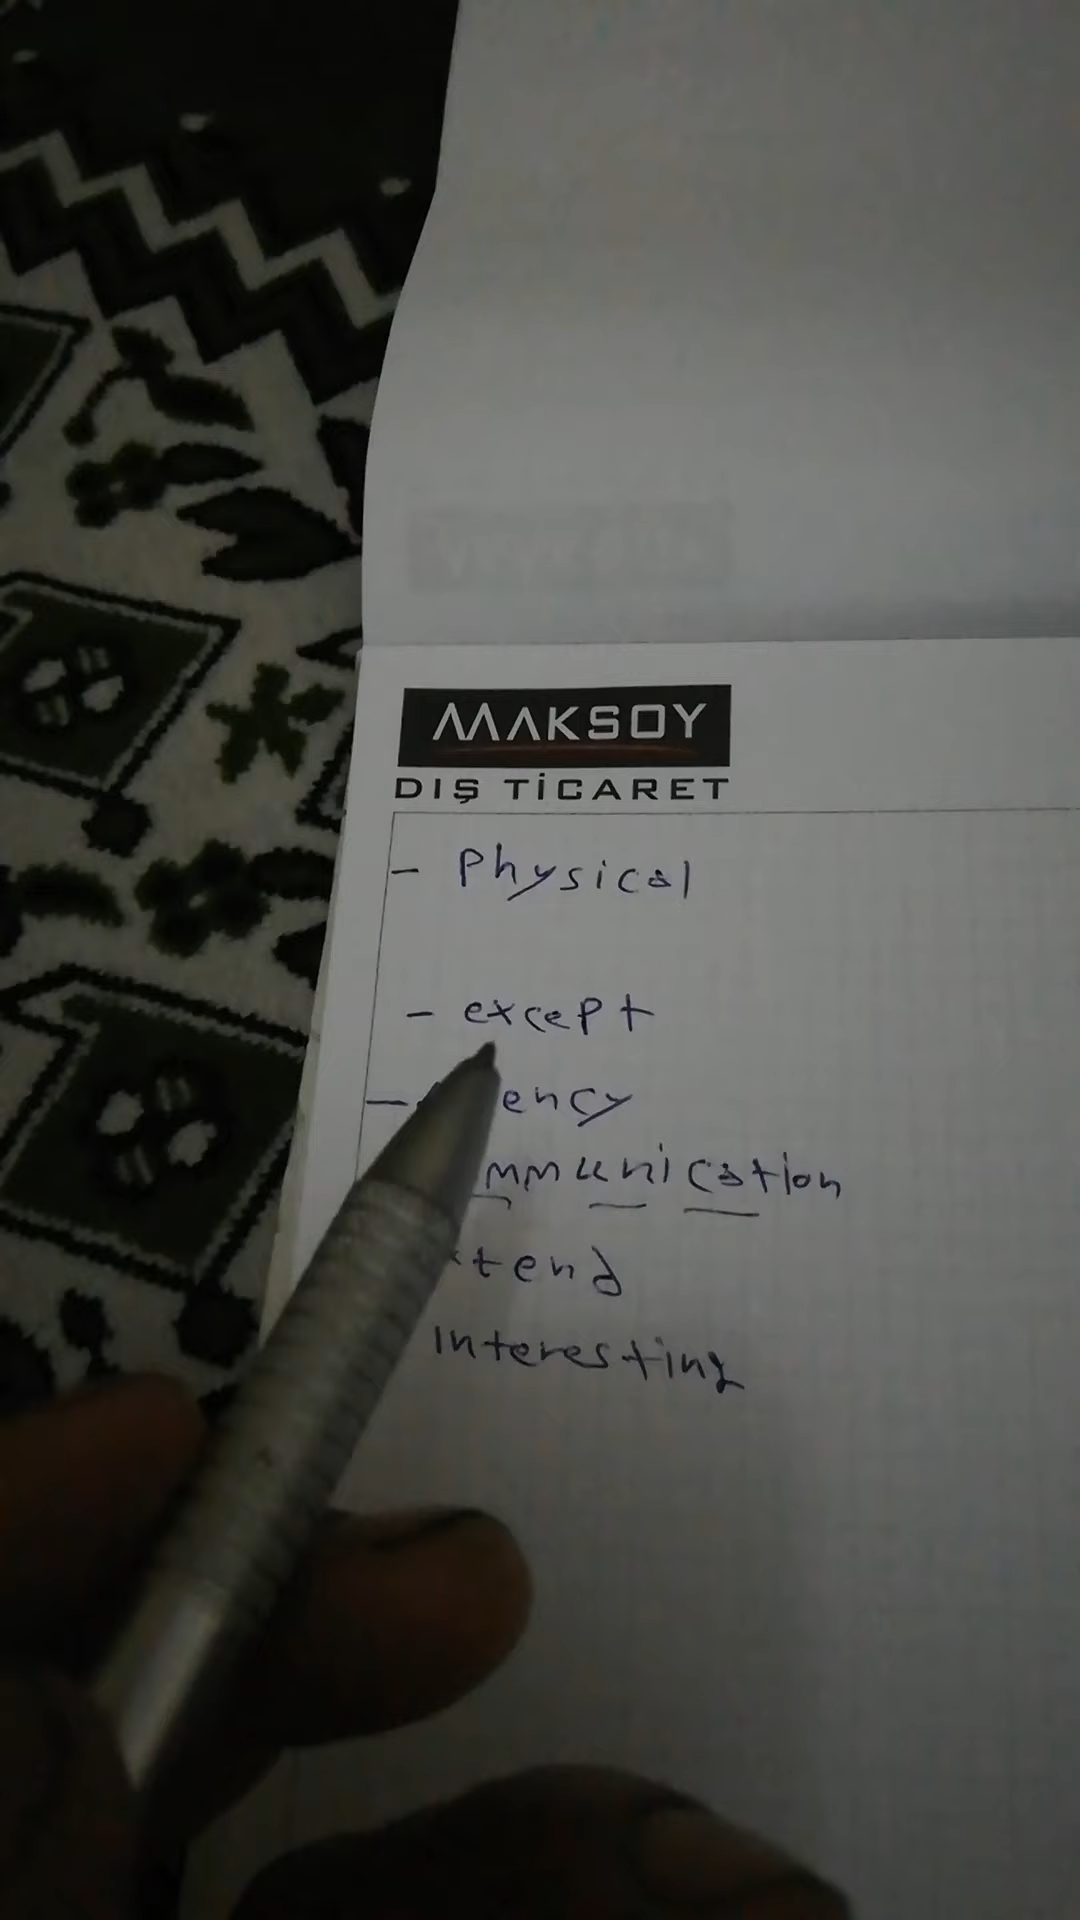 MAKSOY
DIŞ TİCARET
- Physical
- except
- ency
mmunication
tend
Interesting